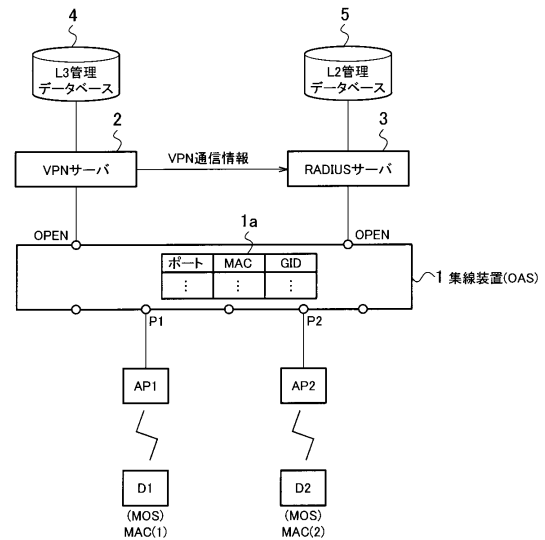 4
5
L3管理
データベース
L2管理
データベース
2
3
VPNサーバ
VPN通信情報
RADIUSサーバ
OPEN
1a
OPEN
ポート MAC GID
⋮ ⋮ ⋮
1 集線装置(OAS)
P1
P2
AP1
AP2
D1
D2
(MOS)
MAC(1)
(MOS)
MAC(2)